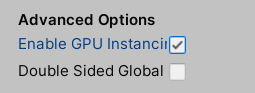 Advanced Options
Enable GPU Instancin
Double Sided Global